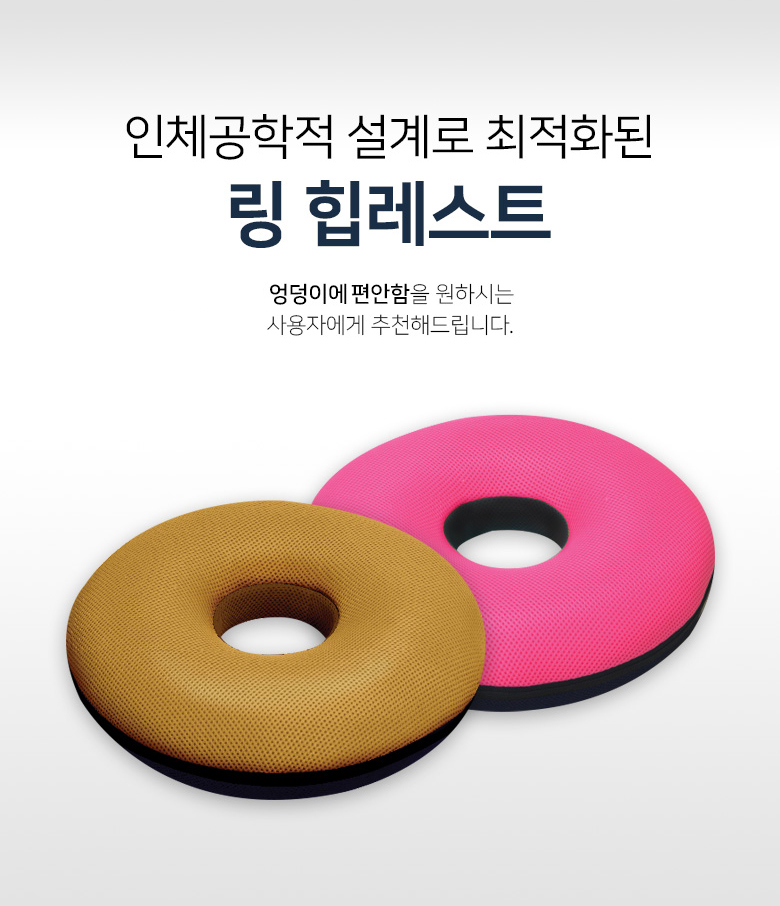 인체공학적 설계로 최적화된
링 힙레스트
엉덩이에 편안함을 원하시는
사용자에게 추천해드립니다.